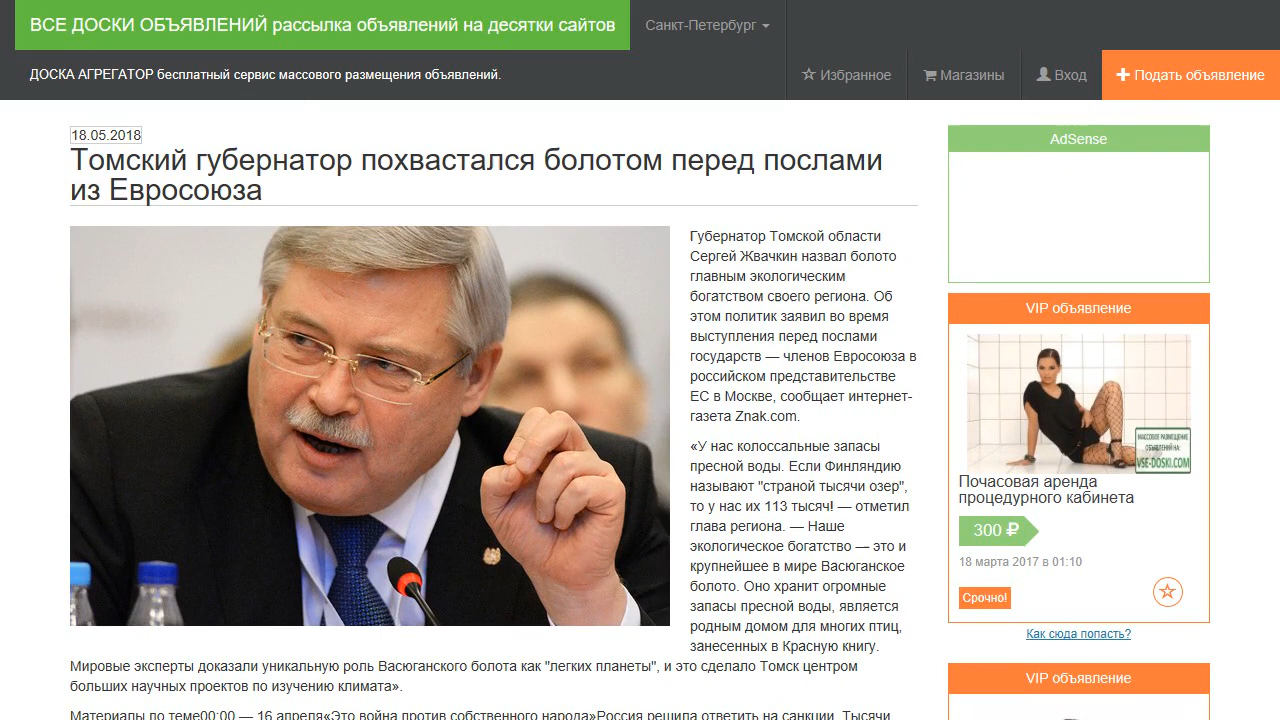 ВСЕ ДОСКИ ОБЪЯВЛЕНИЙ рассылка объявлений на десятки сайтов
Санкт-Петербург
ДОСКА АГРЕГАТОР бесплатный сервис массового размещения объявлений.
Избранное
Магазины
Вход
Подать объявление
18.05.2018
Томский губернатор похвастался болотом перед послами
из Евросоюза
Губернатор Томской области
Сергей Жвачкин назвал болото
главным экологическим
богатством своего региона. Об
этом политик заявил во время
выступления перед послами
государств — членов Евросоюза в
российском представительстве
ЕС в Москве, сообщает интернет-
газета Znak.com.
«У нас колоссальные запасы
пресной воды. Если Финляндию
называют "страной тысячи озер",
то у нас их 113 тысяч! — отметил
глава региона. — Наше
экологическое богатство — это и
крупнейшее в мире Васюганское
болото. Оно хранит огромные
запасы пресной воды, является
родным домом для многих птиц,
занесенных в Красную книгу.
Мировые эксперты доказали уникальную роль Васюганского болота как "легких планеты", и это сделало Томск центром
больших научных проектов по изучению климата».
Материалы по теме00:00 — 16 апреля«Это война против собственного народа»Россия решила ответить на санкции. Тысячи
AdSense
VIP объявление
МАССОВОЕ РАЗМЕЩЕНИЕ
ОБЪЯВЛЕНИЙ НА:
VSE-DOSKI.COM
Почасовая аренда
процедурного кабинета
300 ₽
18 марта 2017 в 01:10
Срочно!
Как сюда попасть?
VIP объявление